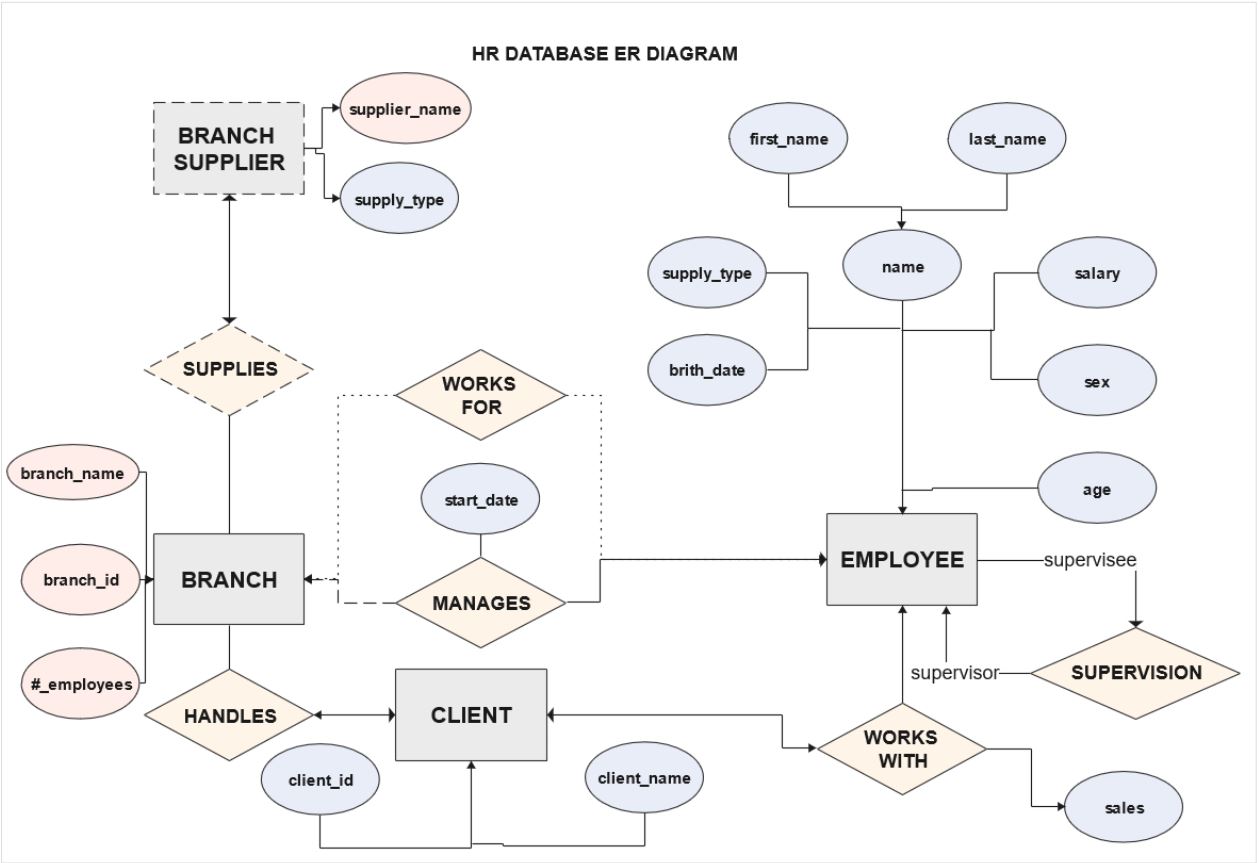 HR DATABASE ER DIAGRAM
BRANCH
SUPPLIER
supplier_name
supply_type
first_name
last_name
name
supply_type
salary
brith_date
sex
SUPPLIES
WORKS
FOR
branch_name
start_date
age
branch_id
BRANCH
MANAGES
EMPLOYEE
supervisee
#_employees
HANDLES
CLIENT
supervisor
SUPERVISION
WORKS
WITH
client_id
client_name
sales